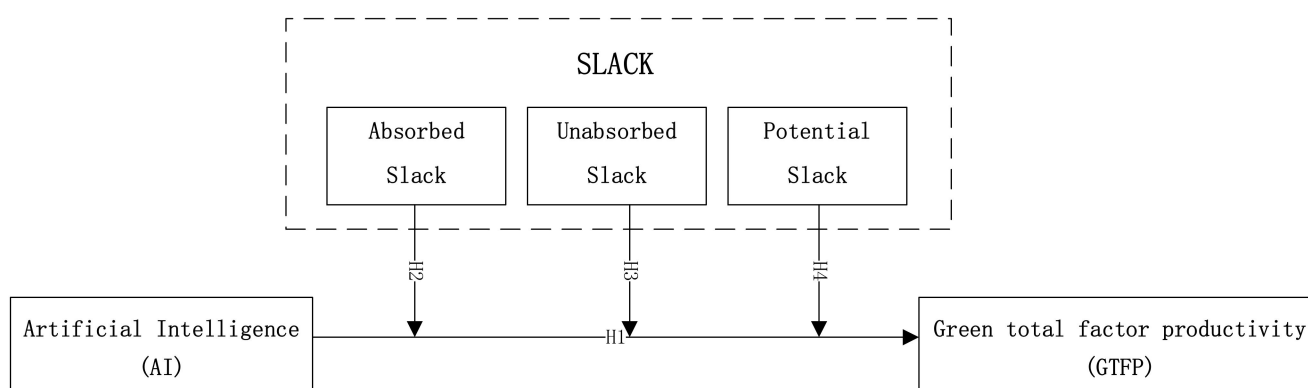 SLACK
Absorbed
Slack
Unabsorbed
Slack
Potential
Slack
H2
H3
H4
Artificial Intelligence
(AI)
H1
Green total factor productivity
(GTFP)